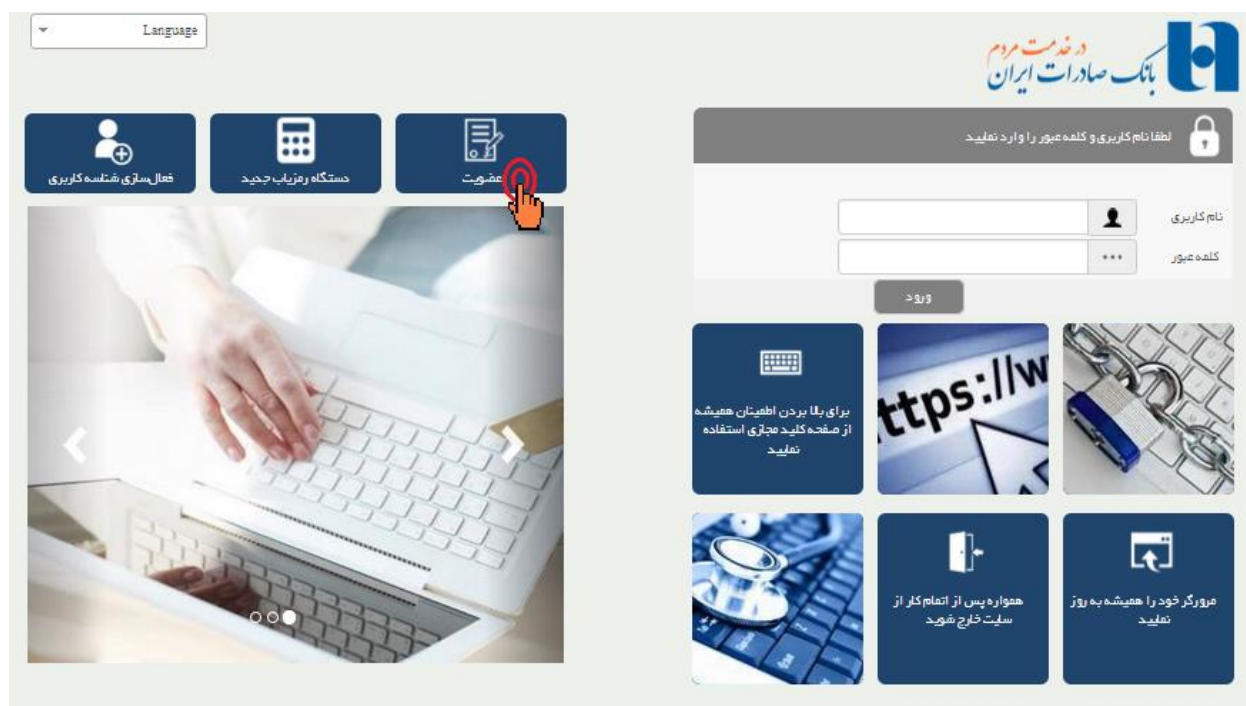 Language
در خدمت مردم
بانک صادرات ایران
لطفا نام کاربری و کلمه عبور را وارد نمایید
عضویت
دستگاه رمزیاب جدید
فعال‌سازی شناسه کاربری
نام کاربری
کلمه عبور
ورود
ttps://w
برای بالا بردن اطمینان همیشه
از صفحه کلید مجازی استفاده
نمایید
مرورگر خود را همیشه به روز
نمایید
همواره پس از اتمام کار از
سایت خارج شوید